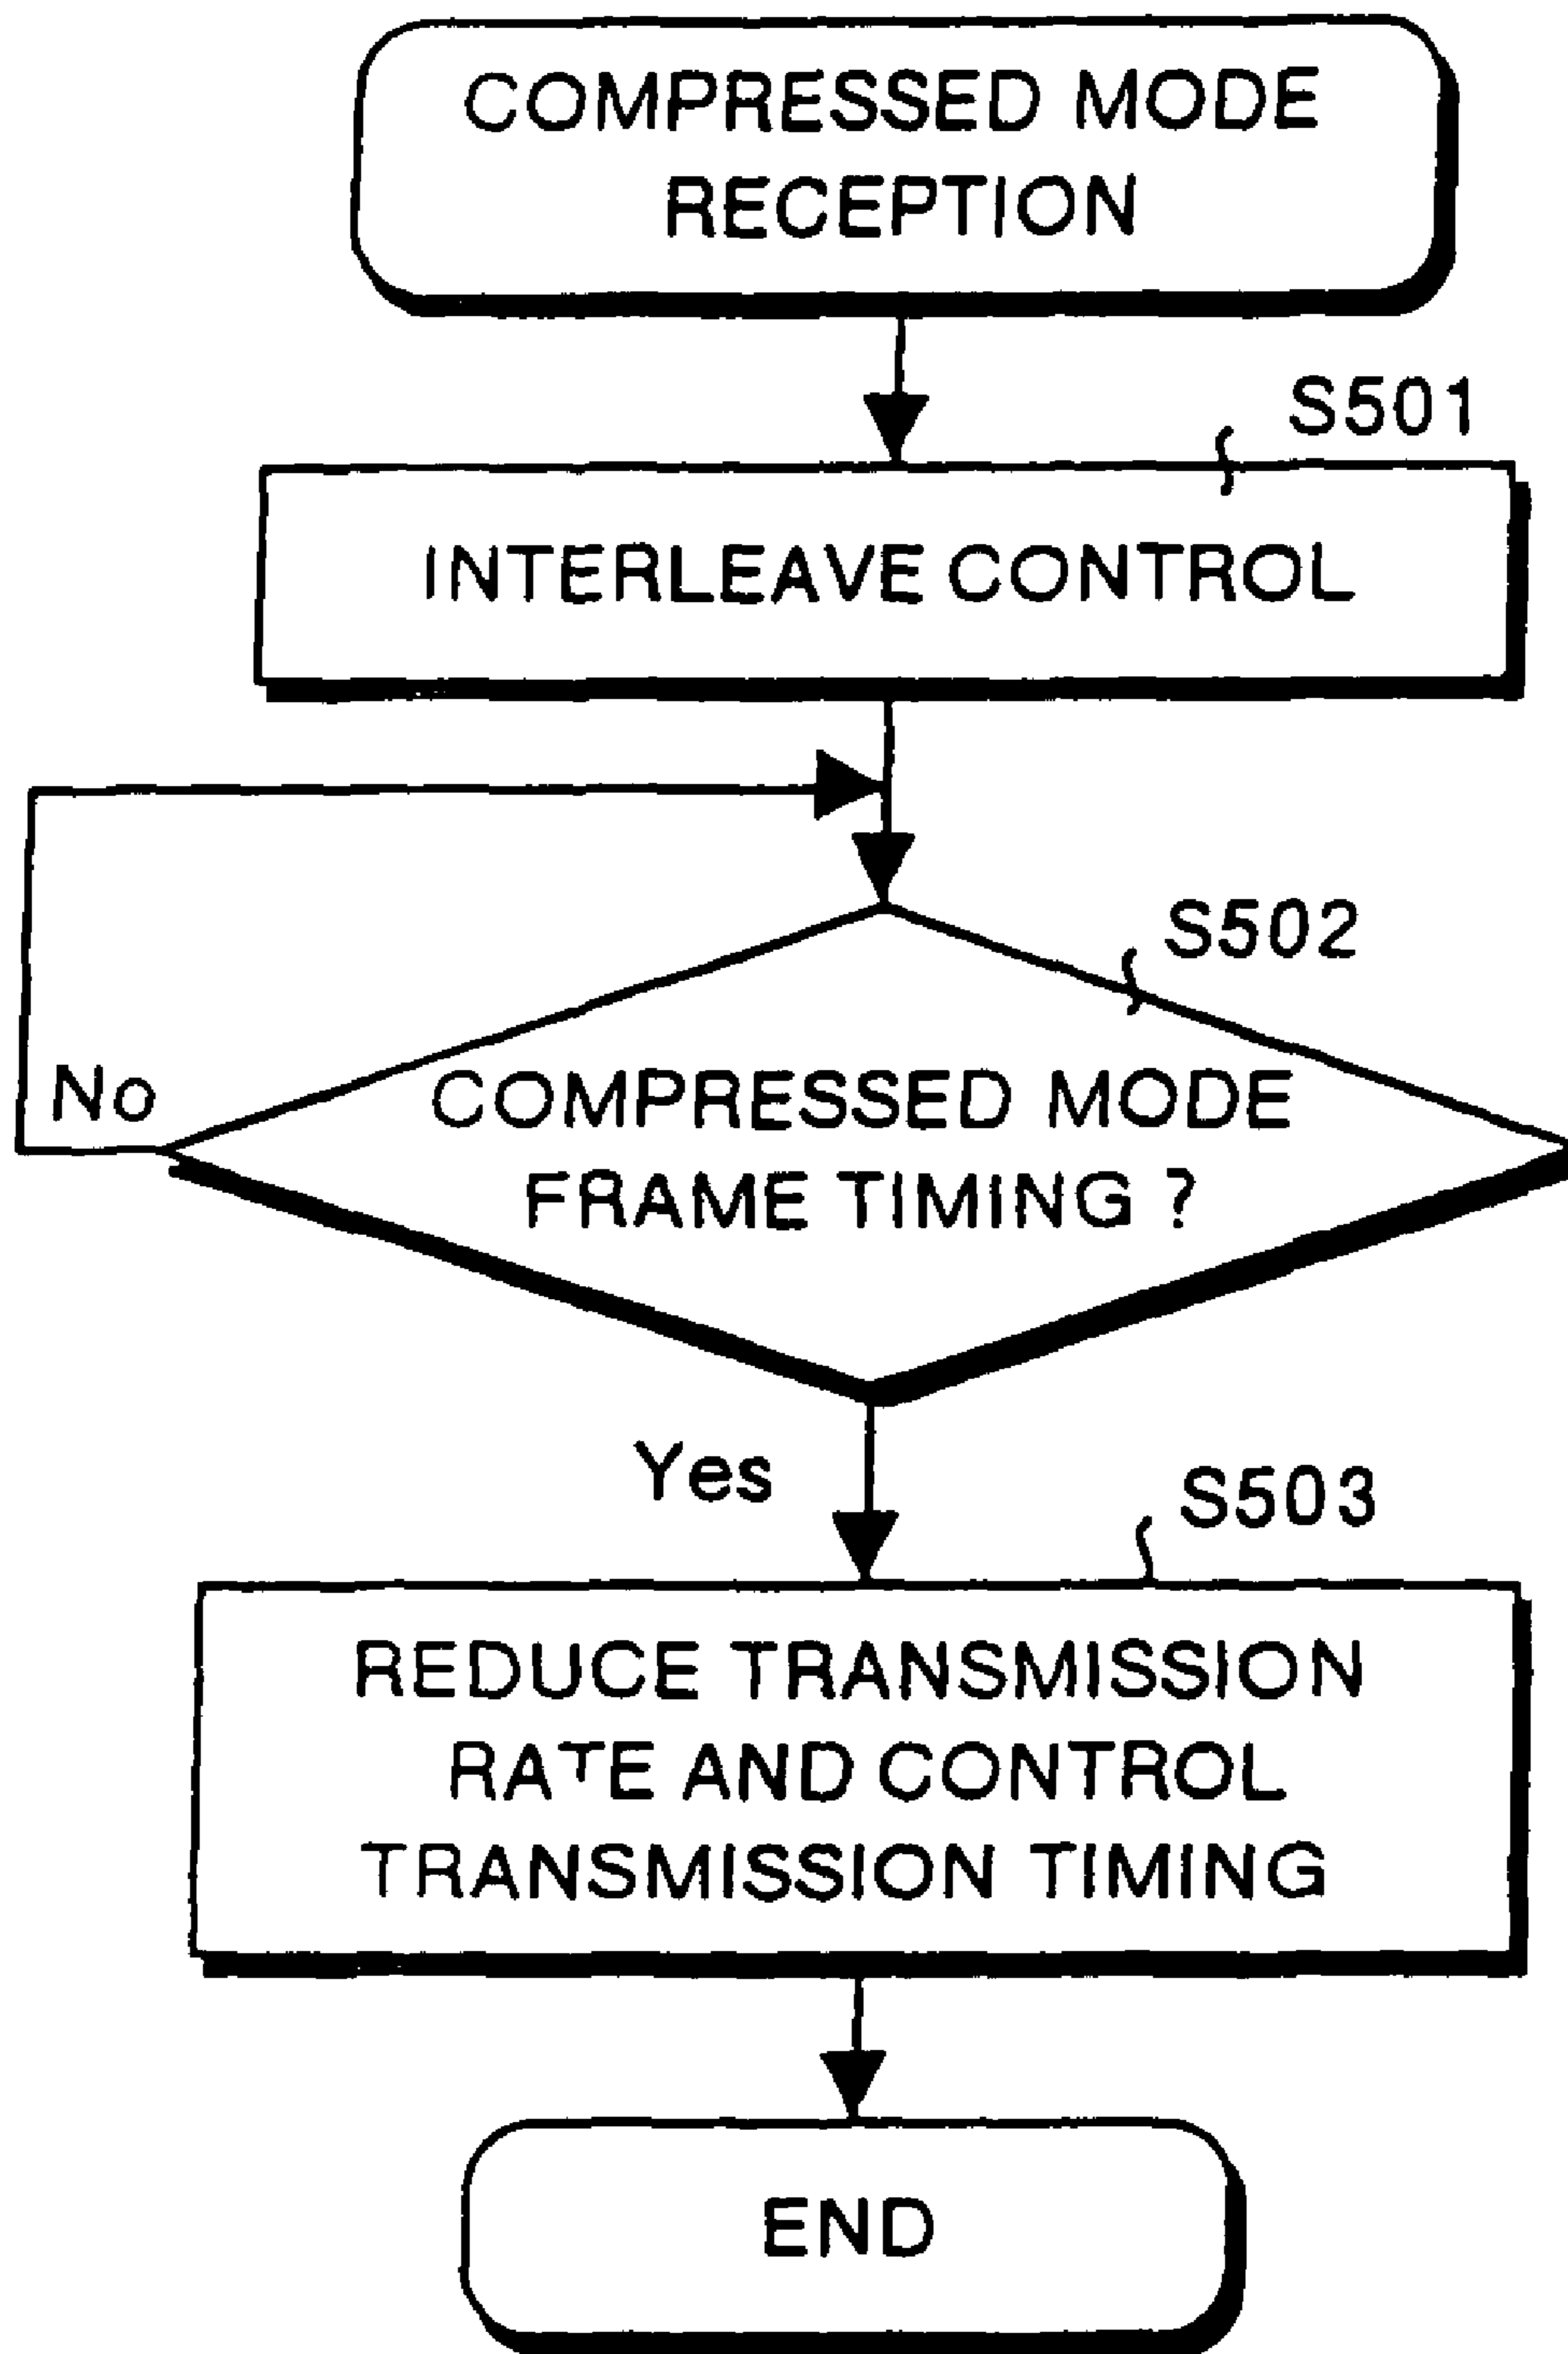 COMPRESSED MODE
RECEPTION
S501
INTERLEAVE CONTROL
S502
No
COMPRESSED MODE
FRAME TIMING ?
Yes
S503
REDUCE TRANSMISSION
RATE AND CONTROL
TRANSMISSION TIMING
END